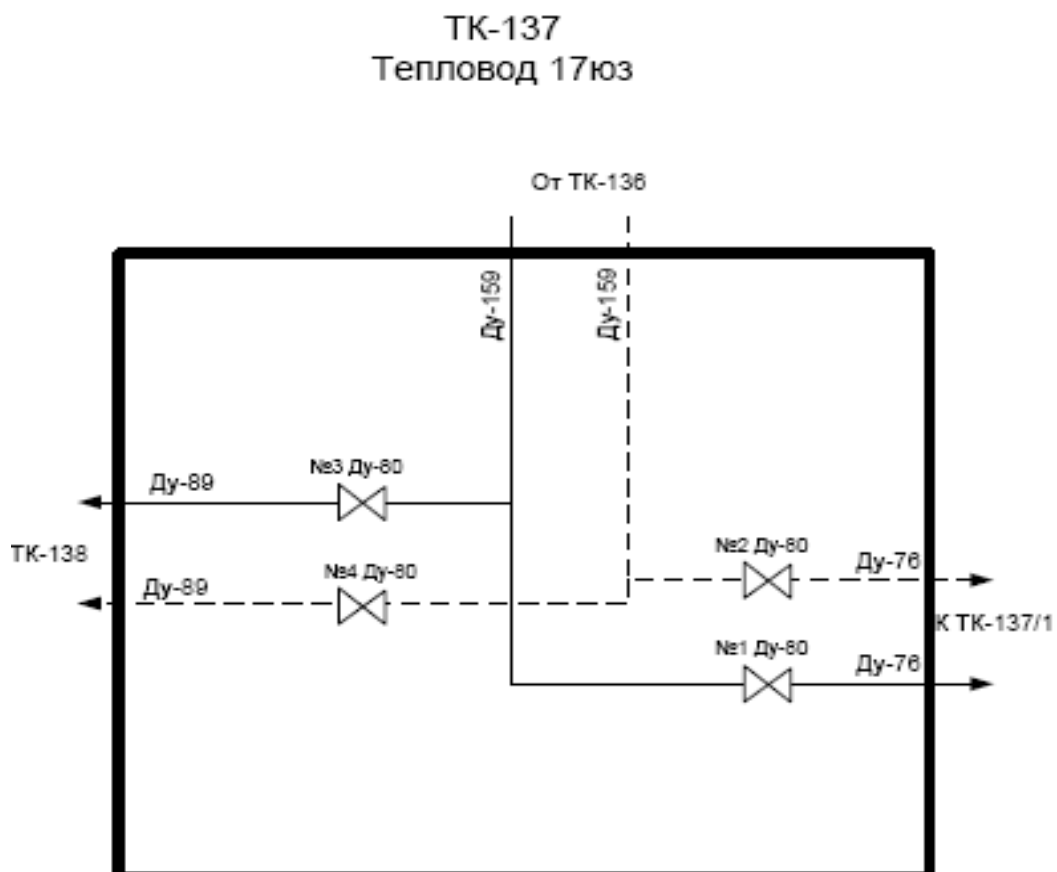 ТК-137
Тепловод 17юз
От ТК-136
Ду-159
Ду-159
№3 Ду-80
Ду-89
ТК-138
№2 Ду-80
Ду-76
№4 Ду-80
Ду-89
К ТК-137/1
№1 Ду-80
Ду-76